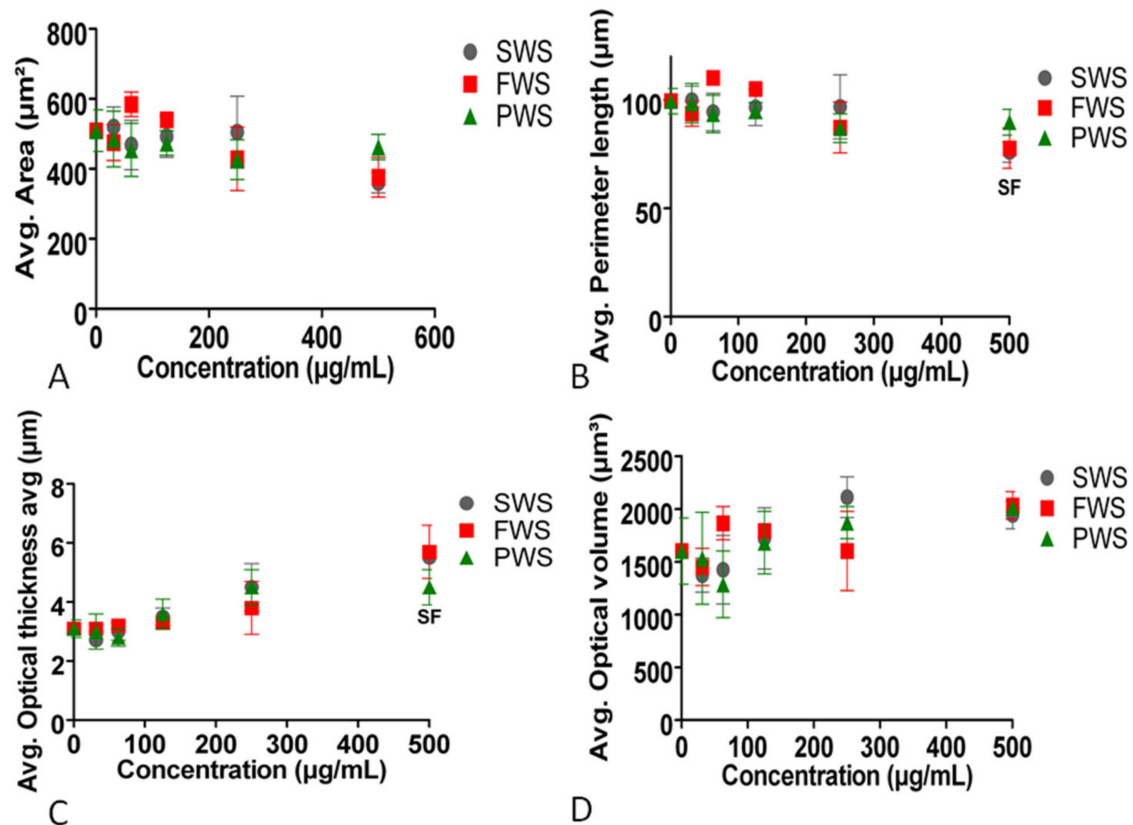 Avg. Area (µm²)
800
600
400
200
0
0 200 400 600
Concentration (µg/mL)
SWS
FWS
PWS
A
Avg. Perimeter length (µm)
100
50
0
0 100 200 300 400 500
Concentration (µg/mL)
SWS
FWS
PWS
SF
B
Avg. Optical thickness avg (µm)
8
6
4
2
0
0 100 200 300 400 500
Concentration (µg/mL)
SWS
FWS
PWS
SF
C
Avg. Optical volume (µm³)
2500
2000
1500
1000
500
0
0 100 200 300 400 500
Concentration (µg/mL)
SWS
FWS
PWS
D